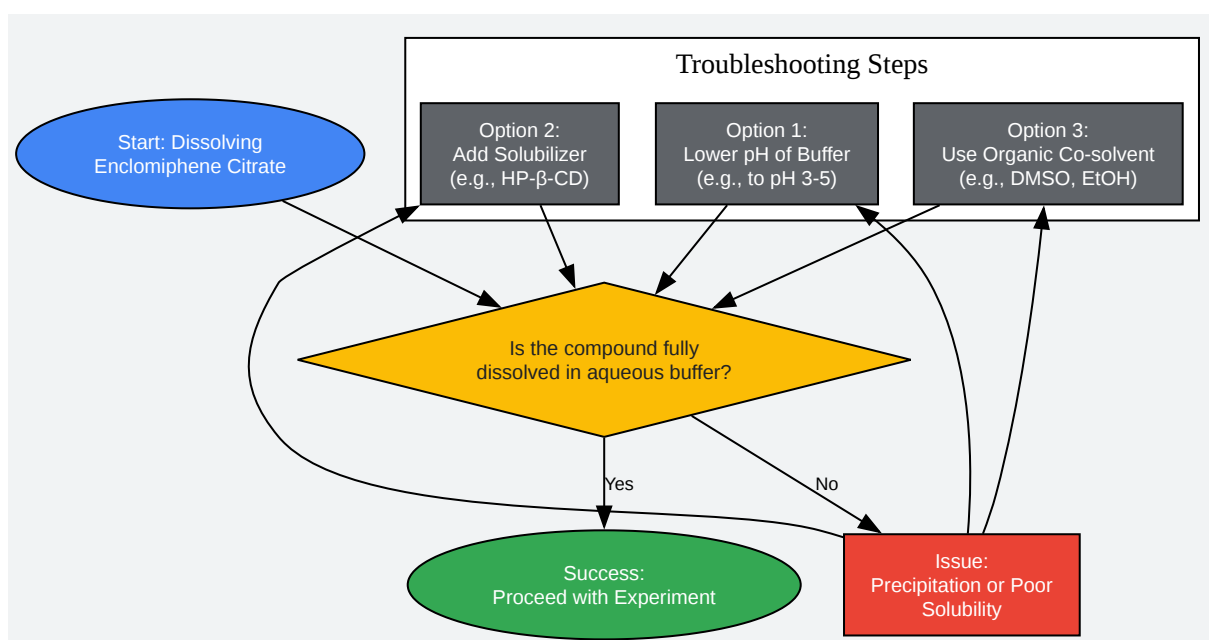 Troubleshooting Steps
Start: Dissolving
Enclomiphene Citrate
Option 2:
Add Solubilizer
(e.g., HP-β-CD)
Option 1:
Lower pH of Buffer
(e.g., to pH 3-5)
Option 3:
Use Organic Co-solvent
(e.g., DMSO, EtOH)
Is the compound fully
dissolved in aqueous buffer?
Yes
No
Success:
Proceed with Experiment
Issue:
Precipitation or Poor
Solubility